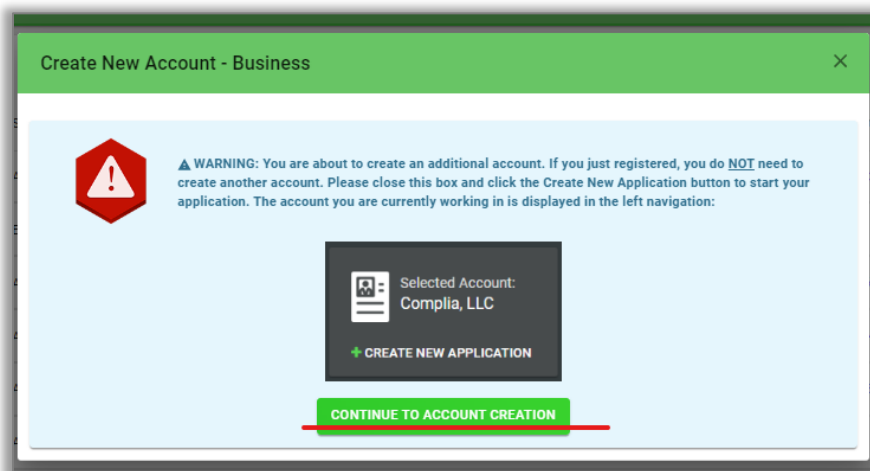 Create New Account - Business
WARNING: You are about to create an additional account. If you just registered, you do NOT need to
create another account. Please close this box and click the Create New Application button to start your
application. The account you are currently working in is displayed in the left navigation:
Selected Account:
Complia, LLC
+ CREATE NEW APPLICATION
CONTINUE TO ACCOUNT CREATION